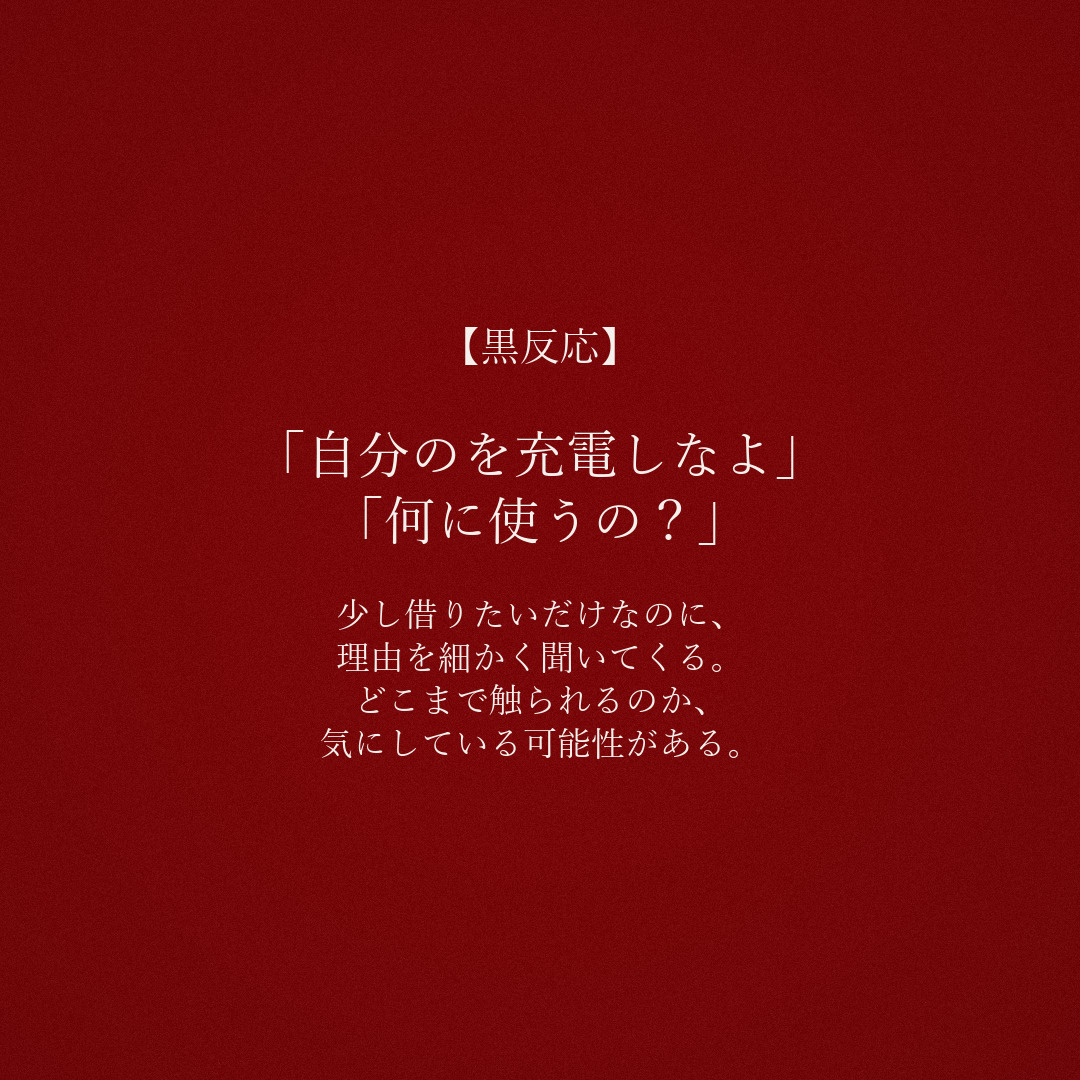 【黒反応】
「自分のを充電しなよ」
「何に使うの？」
少し借りたいだけなのに、
理由を細かく聞いてくる。
どこまで触られるのか、
気にしている可能性がある。